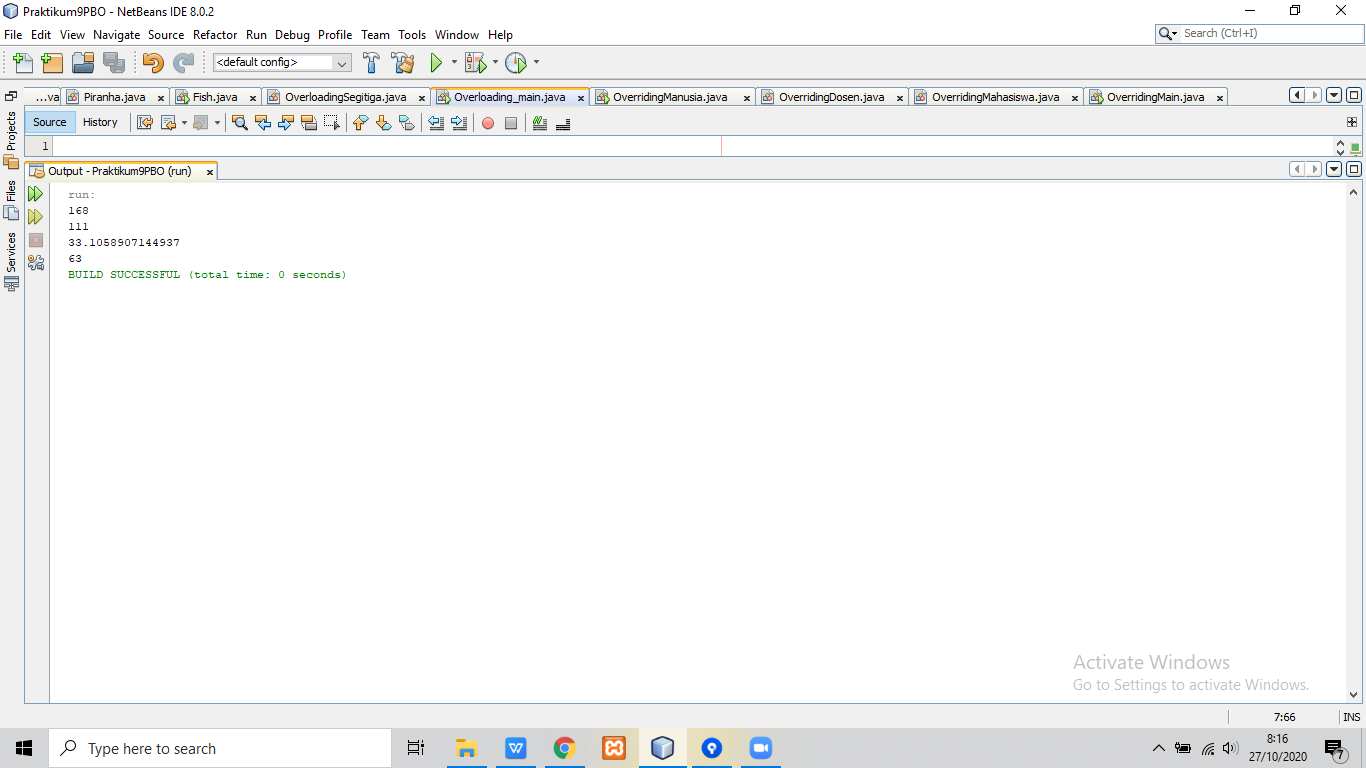 Praktikum9PBO - NetBeans IDE 8.0.2
File Edit View Navigate Source Refactor Run Debug Profile Team Tools Window Help
Search (Ctrl+I)
<default config>
...va Piranha.java Fish.java OverloadingSegitiga.java Overloading_main.java OverridingManusia.java OverridingDosen.java OverridingMahasiswa.java OverridingMain.java
Source History
1
Projects
Files
Services
Output - Praktikum9PBO (run)
run:
168
111
33.1058907144937
63
BUILD SUCCESSFUL (total time: 0 seconds)
Activate Windows
Go to Settings to activate Windows.
7:66 INS
Type here to search
8:16
27/10/2020
7